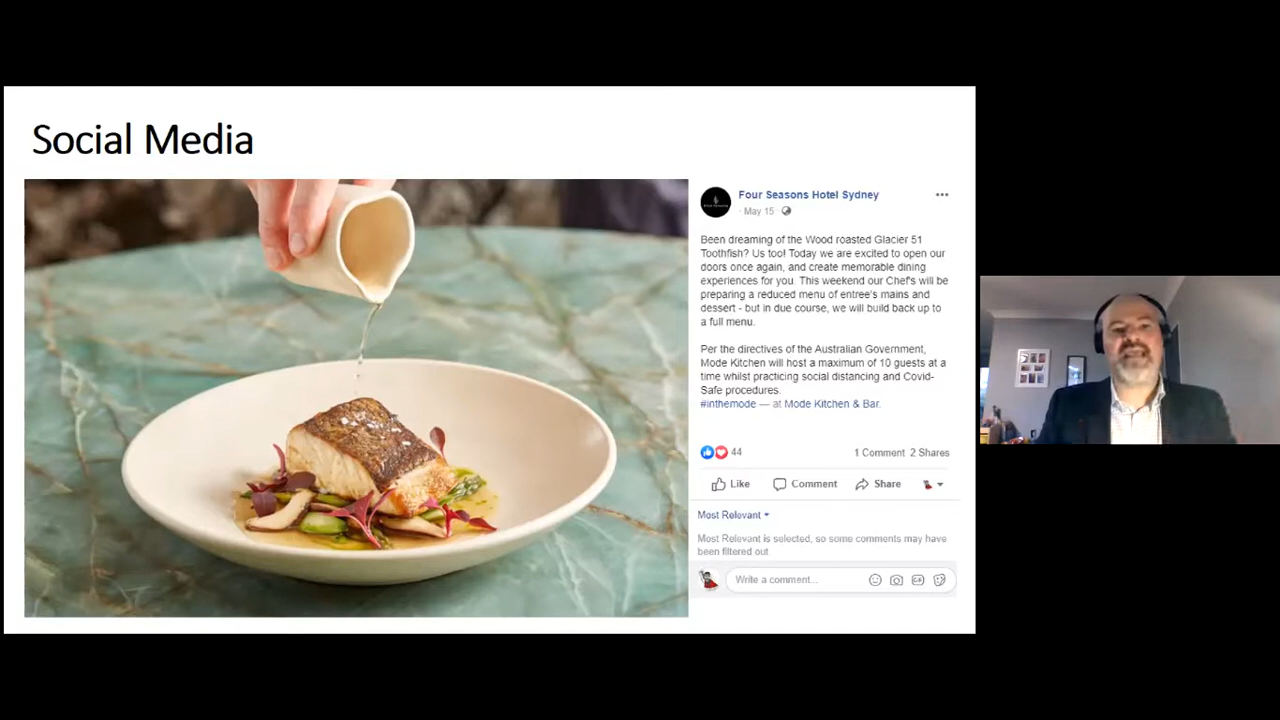 Social Media
Four Seasons Hotel Sydney
· May 15 ·
Been dreaming of the Wood roasted Glacier 51
Toothfish? Us too! Today we are excited to open our
doors once again, and create memorable dining
experiences for you. This weekend our Chef's will be
preparing a reduced menu of entree's mains and
dessert - but in due course, we will build back up to
a full menu.
Per the directives of the Australian Government,
Mode Kitchen will host a maximum of 10 guests at a
time whilst practicing social distancing and Covid-
Safe procedures.
#inthemode — at Mode Kitchen & Bar.
44
1 Comment 2 Shares
Like Comment Share
Most Relevant
Most Relevant is selected, so some comments may have
been filtered out
Write a comment...